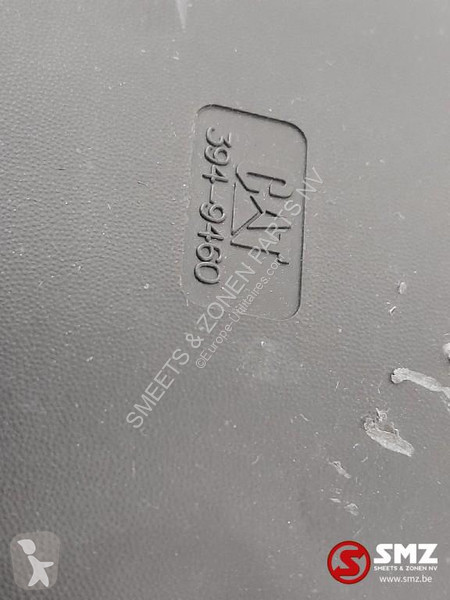 CAT
394-9460
SMEETS & ZONEN PARTS NV
©Europe-Utilitaires.com
SMZ
SMEETS & ZONEN NV
www.smz.be